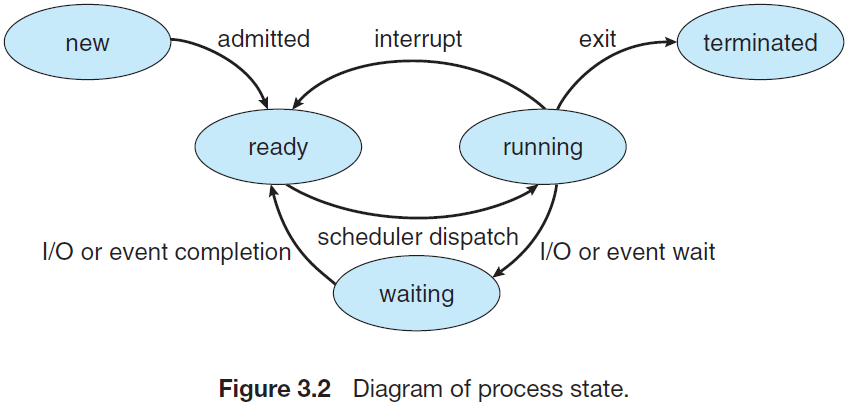 new
admitted
interrupt
exit
terminated
ready
running
I/O or event completion
scheduler dispatch
I/O or event wait
waiting
Figure 3.2 Diagram of process state.